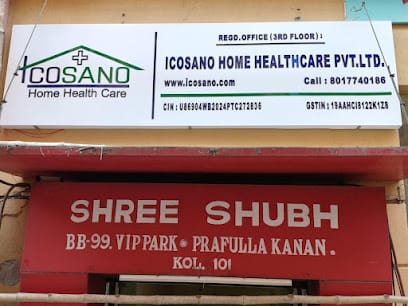 ICOSANO
Home Health Care
REGD. OFFICE (3RD FLOOR) :
ICOSANO HOME HEALTHCARE PVT.LTD.
www.icosano.com Call : 8017740186
CIN : U86904WB2024PTC272836 GSTIN : 19AAHCI8122K1Z8
SHREE SHUBH
BB-99. VIP PARK PRAFULLA KANAN.
KOL. 101